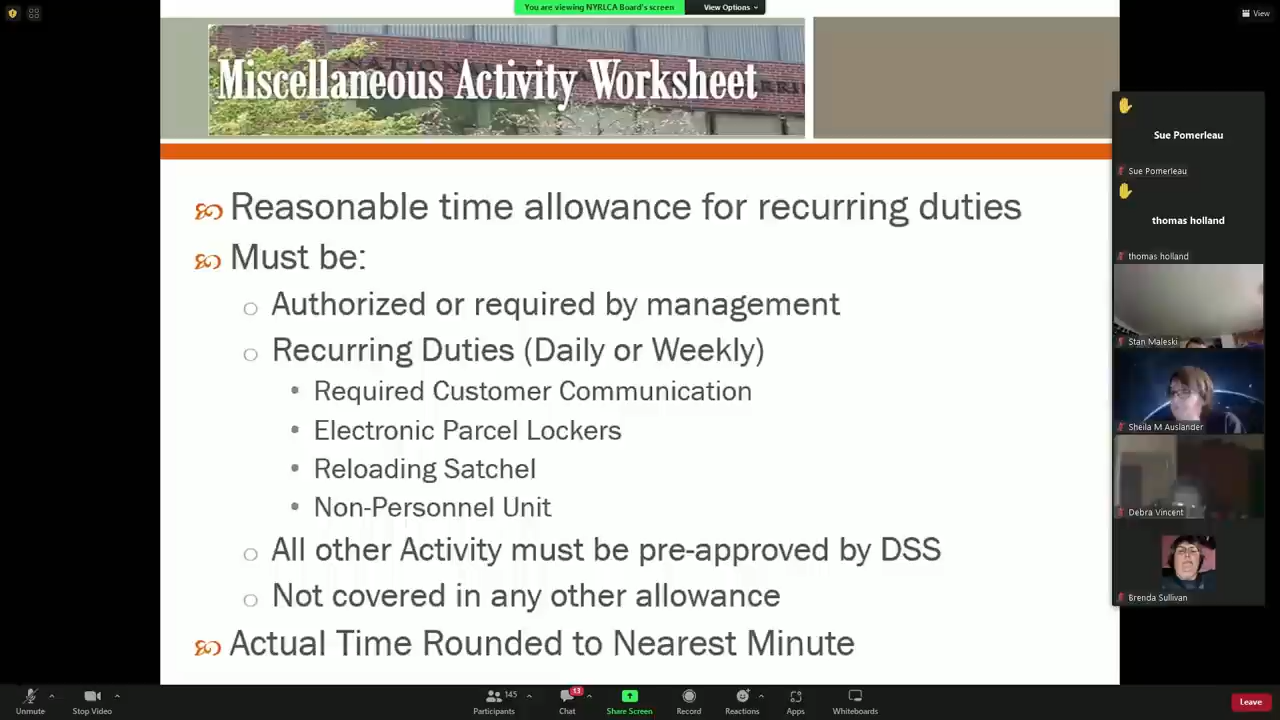 You are viewing NYRLCA Board's screen
View Options
View
Miscellaneous Activity Worksheet
Reasonable time allowance for recurring duties
Must be:
Authorized or required by management
Recurring Duties (Daily or Weekly)
Required Customer Communication
Electronic Parcel Lockers
Reloading Satchel
Non-Personnel Unit
All other Activity must be pre-approved by DSS
Not covered in any other allowance
Actual Time Rounded to Nearest Minute
Sue Pomerleau
Sue Pomerleau
thomas holland
thomas holland
Stan Maleski
Sheila M Auslander
Debra Vincent
Brenda Sullivan
Unmute
Stop Video
Participants
145
Chat
13
Share Screen
Record
Reactions
Apps
Whiteboards
Leave